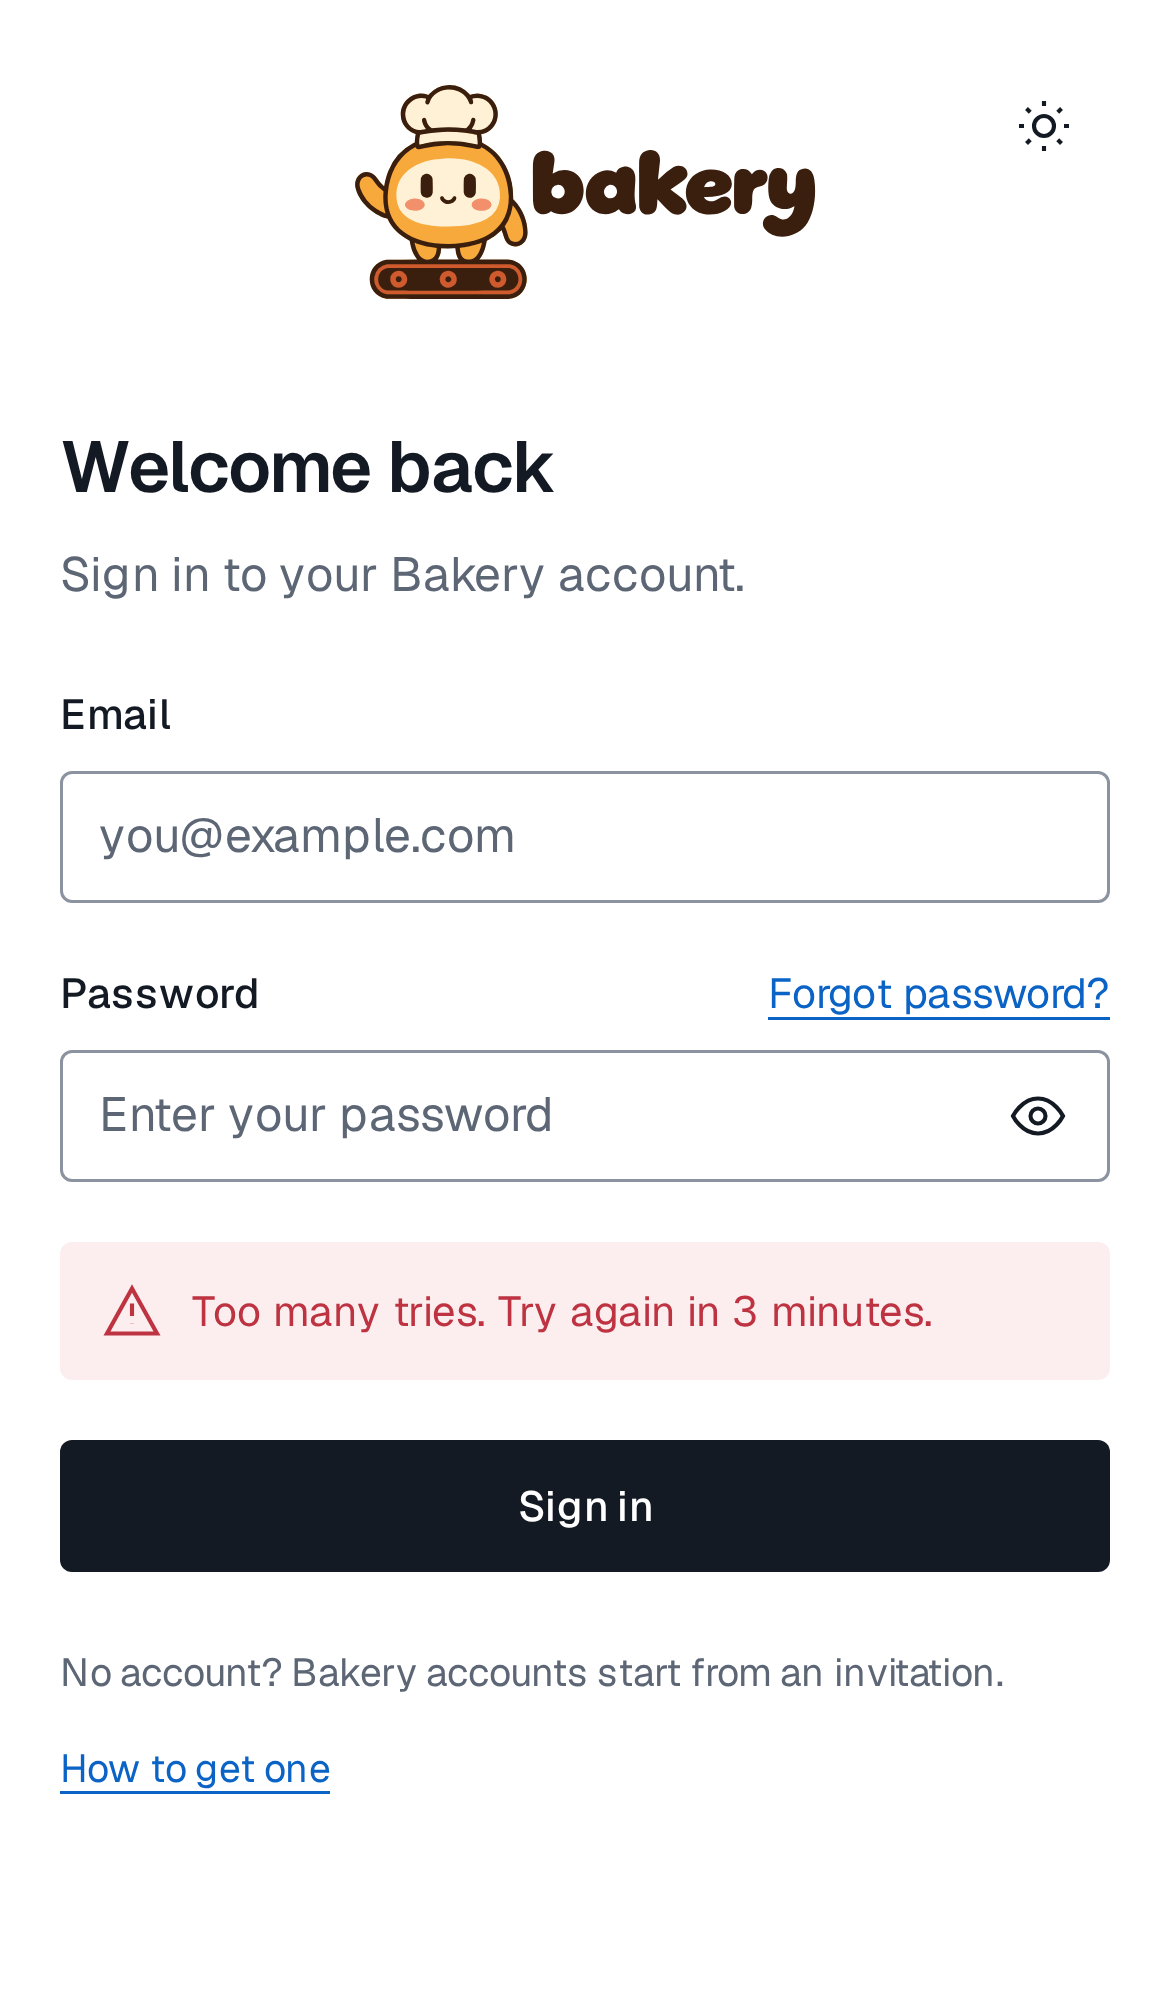 bakery
Welcome back
Sign in to your Bakery account.
Email
you@example.com
Password
Forgot password?
Enter your password
Too many tries. Try again in 3 minutes.
Sign in
No account? Bakery accounts start from an invitation.
How to get one